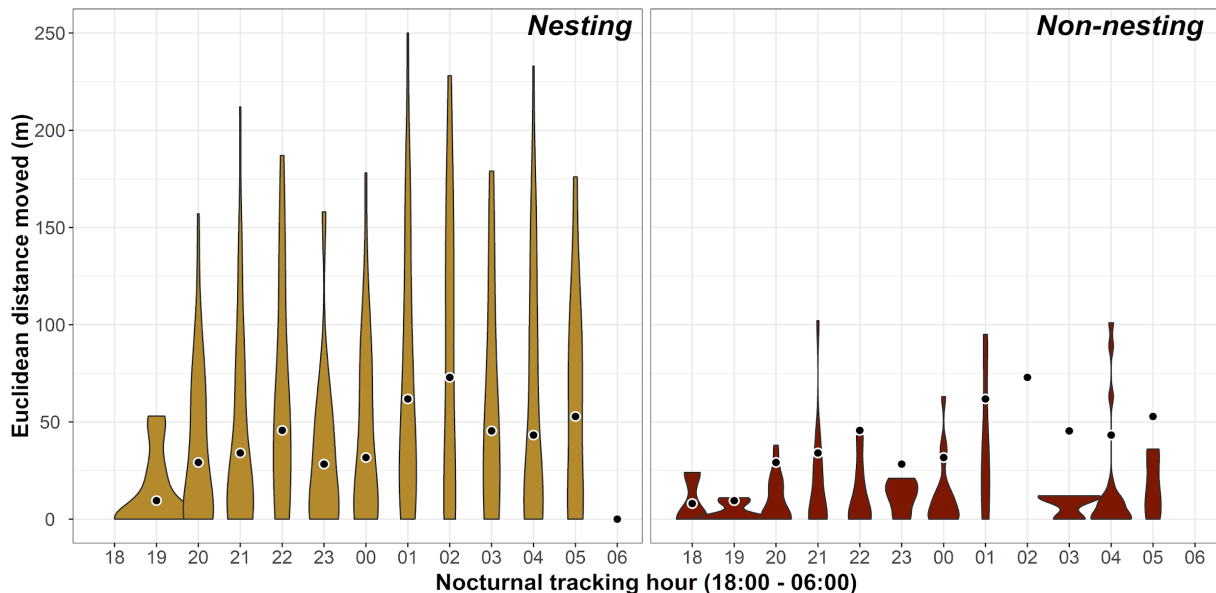 Nesting
Non-nesting
Euclidean distance moved (m)
250
200
150
100
50
0
18 19 20 21 22 23 00 01 02 03 04 05 06
18 19 20 21 22 23 00 01 02 03 04 05 06
Nocturnal tracking hour (18:00 - 06:00)